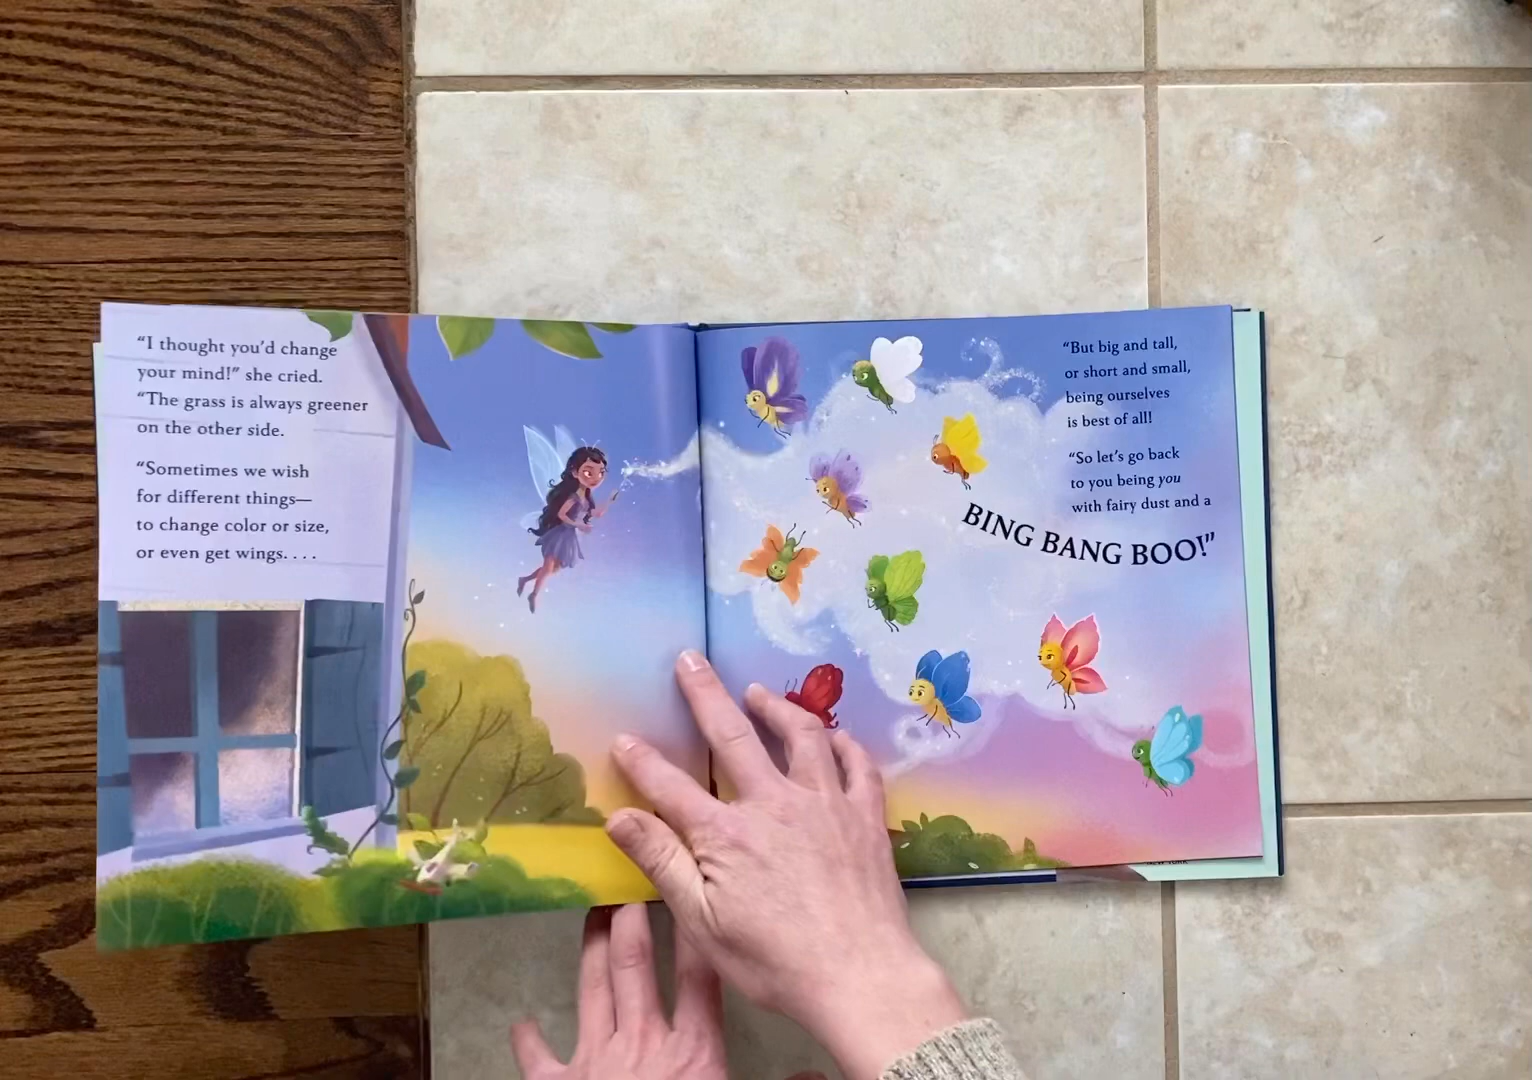 “I thought you’d change
your mind!” she cried.
“The grass is always greener
on the other side.
“Sometimes we wish
for different things—
to change color or size,
or even get wings. . . .
“But big and tall,
or short and small,
being ourselves
is best of all!
“So let’s go back
to you being you
with fairy dust and a
BING BANG BOO!”
NEW YORK